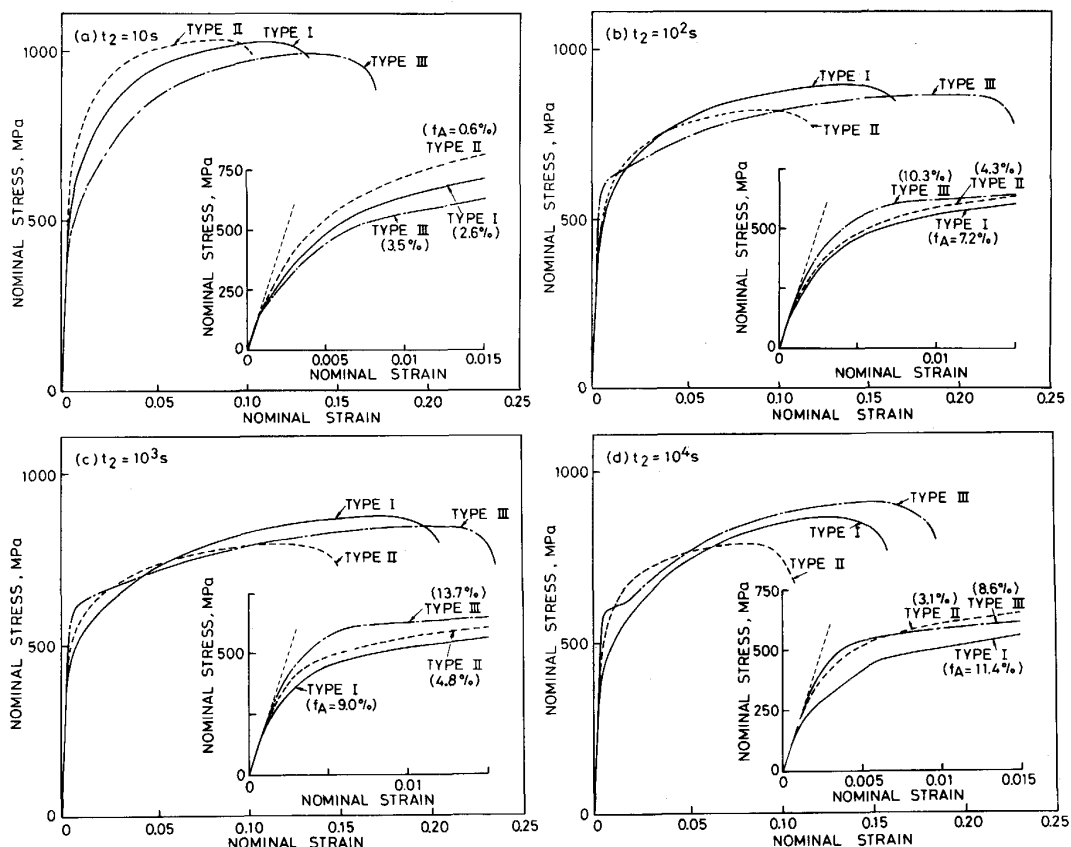 (a) t2 = 10s
TYPE II
TYPE I
TYPE III
1000
500
0
NOMINAL STRESS, MPa
0 0.05 0.10 0.15 0.20 0.25
NOMINAL STRAIN
(fA=0.6%)
TYPE II
TYPE I
(2.6%)
TYPE III
(3.5%)
750
500
250
0
NOMINAL STRESS, MPa
0 0.005 0.01 0.015
NOMINAL STRAIN
(b) t2 = 10²s
TYPE I
TYPE III
TYPE II
1000
500
0
NOMINAL STRESS, MPa
0 0.05 0.10 0.15 0.20 0.25
NOMINAL STRAIN
(10.3%)
TYPE III
(4.3%)
TYPE II
TYPE I
(fA=7.2%)
500
0
NOMINAL STRESS, MPa
0 0.01
NOMINAL STRAIN
(c) t2 = 10³s
TYPE I
TYPE III
TYPE II
1000
500
0
NOMINAL STRESS, MPa
0 0.05 0.10 0.15 0.20 0.25
NOMINAL STRAIN
(13.7%)
TYPE III
TYPE II
(4.8%)
TYPE I
(fA=9.0%)
500
0
NOMINAL STRESS, MPa
0 0.01
NOMINAL STRAIN
(d) t2 = 10⁴s
TYPE III
TYPE I
TYPE II
1000
500
0
NOMINAL STRESS, MPa
0 0.05 0.10 0.15 0.20 0.25
NOMINAL STRAIN
(3.1%)
TYPE II
(8.6%)
TYPE III
TYPE I
(fA=11.4%)
750
500
250
0
NOMINAL STRESS, MPa
0 0.005 0.01 0.015
NOMINAL STRAIN